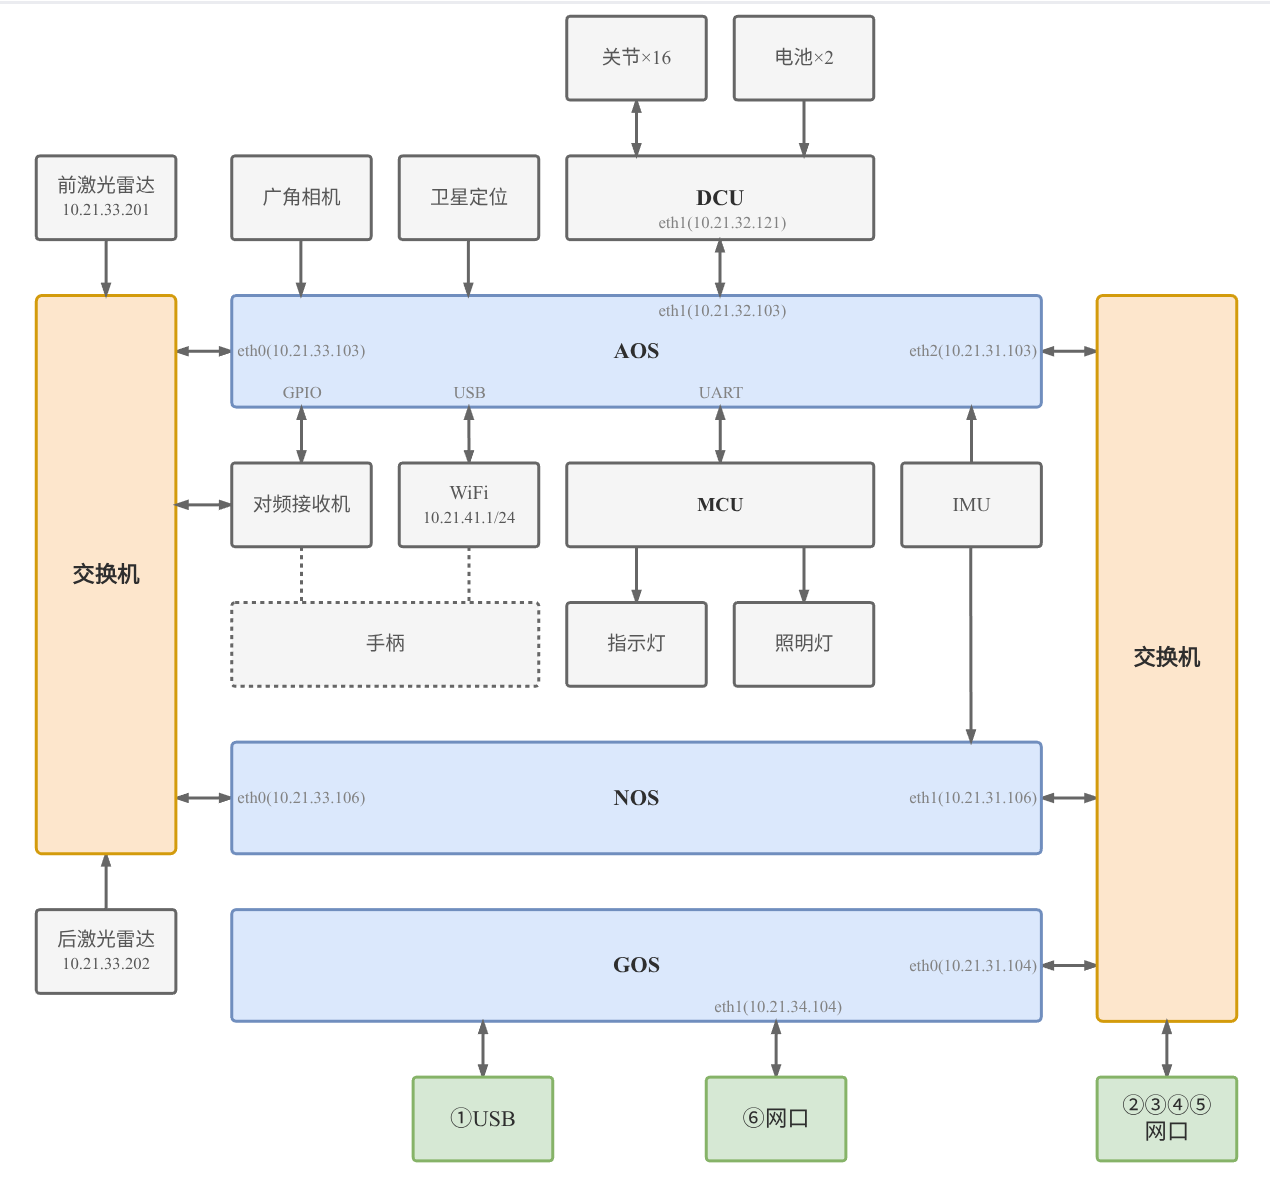 关节×16
电池×2
前激光雷达
10.21.33.201
广角相机
卫星定位
DCU
eth1(10.21.32.121)
eth1(10.21.32.103)
eth0(10.21.33.103)
AOS
eth2(10.21.31.103)
GPIO
USB
UART
对频接收机
WiFi
10.21.41.1/24
MCU
IMU
交换机
手柄
指示灯
照明灯
交换机
eth0(10.21.33.106)
NOS
eth1(10.21.31.106)
后激光雷达
10.21.33.202
GOS
eth0(10.21.31.104)
eth1(10.21.34.104)
①USB
⑥网口
②③④⑤
网口